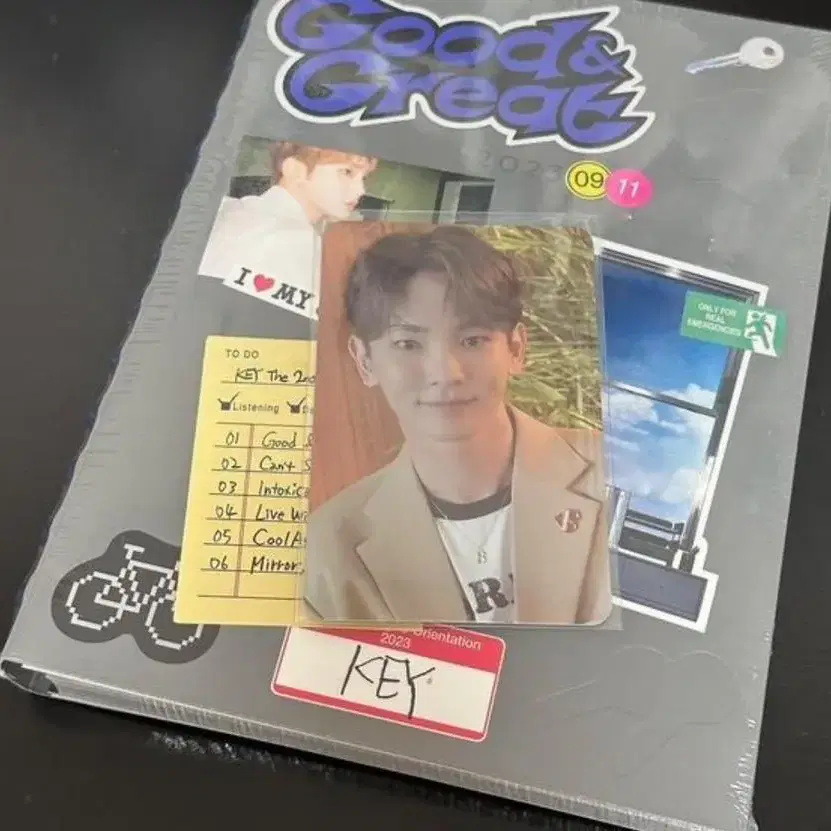 Good &
Great
2023
09 11
I ♥ MY
ONLY FOR
REAL
EMERGENCIES
TO DO
KEY The 2nd
Listening
01 Good &
02 Can't S
03 Intoxic
04 Live Wi
05 Cool A
06 Mirror,
R.
Orientation
2023
KEY